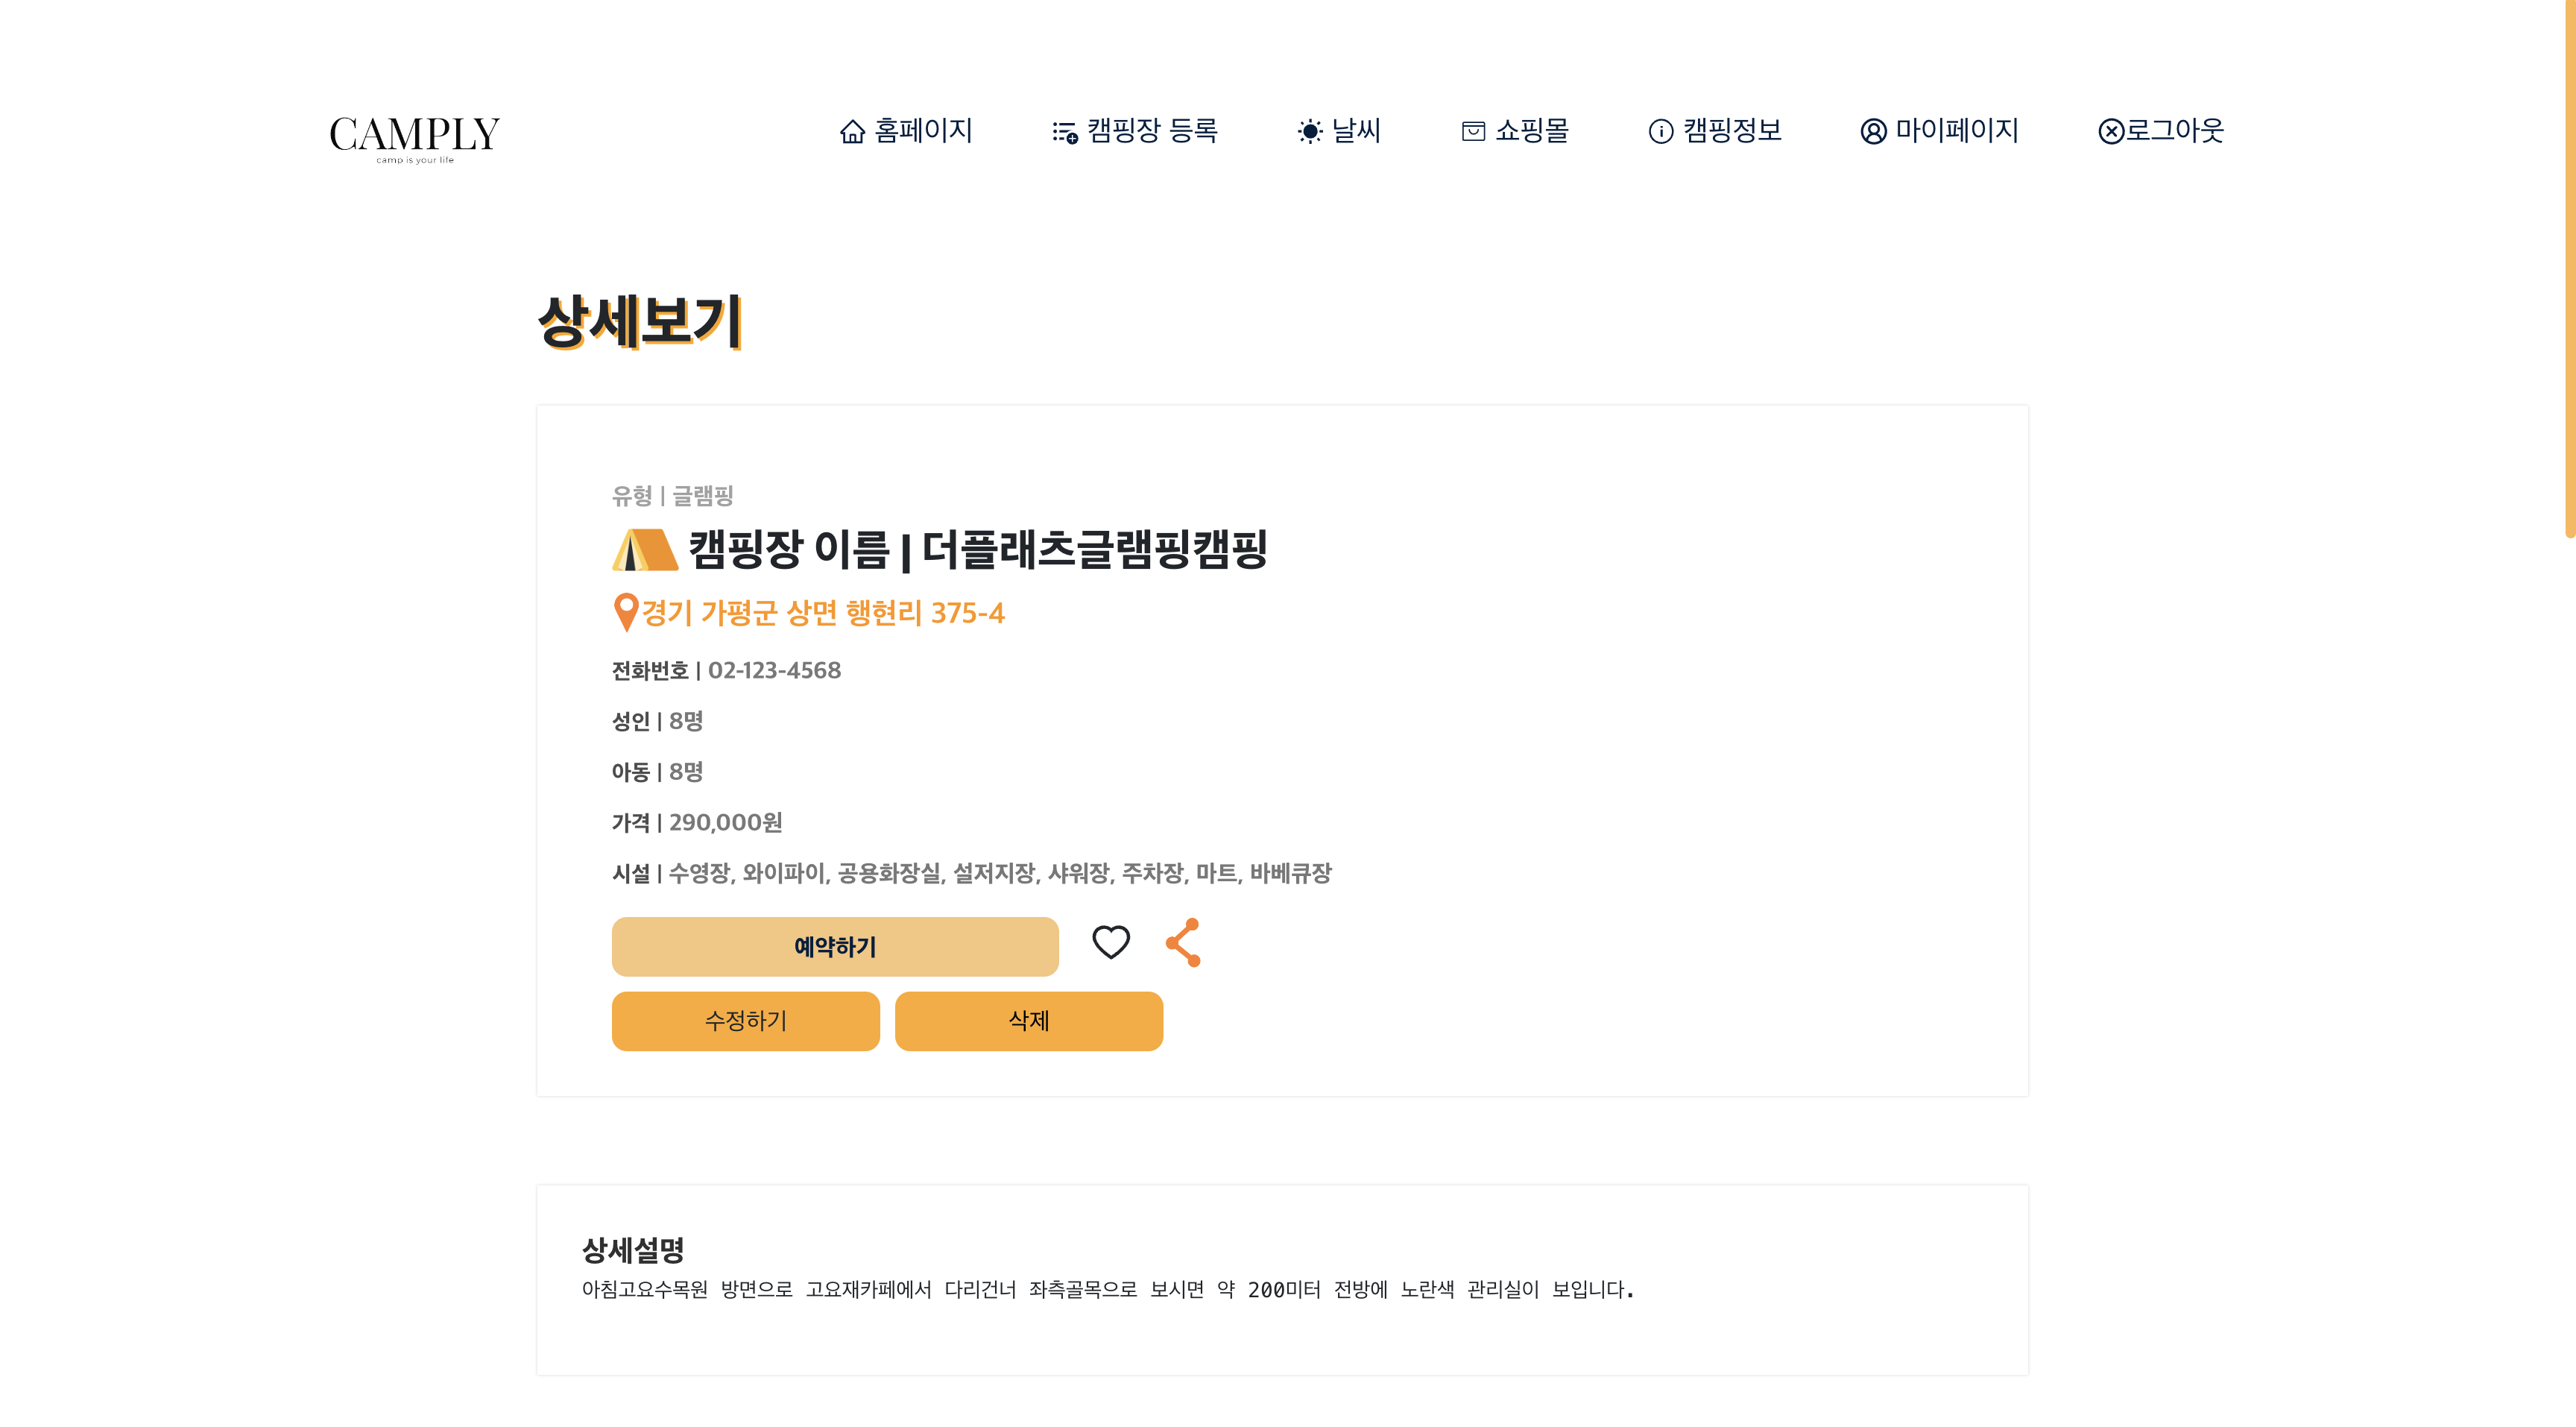 CAMPLY
camp is your life
홈페이지 캠핑장 등록 날씨 쇼핑몰 캠핑정보 마이페이지 로그아웃
상세보기
유형 | 글램핑
캠핑장 이름 | 더플래츠글램핑캠핑
경기 가평군 상면 행현리 375-4
전화번호 | 02-123-4568
성인 | 8명
아동 | 8명
가격 | 290,000원
시설 | 수영장, 와이파이, 공용화장실, 설저지장, 샤워장, 주차장, 마트, 바베큐장
예약하기
수정하기 삭제
상세설명
아침고요수목원 방면으로 고요재카페에서 다리건너 좌측골목으로 보시면 약 200미터 전방에 노란색 관리실이 보입니다.